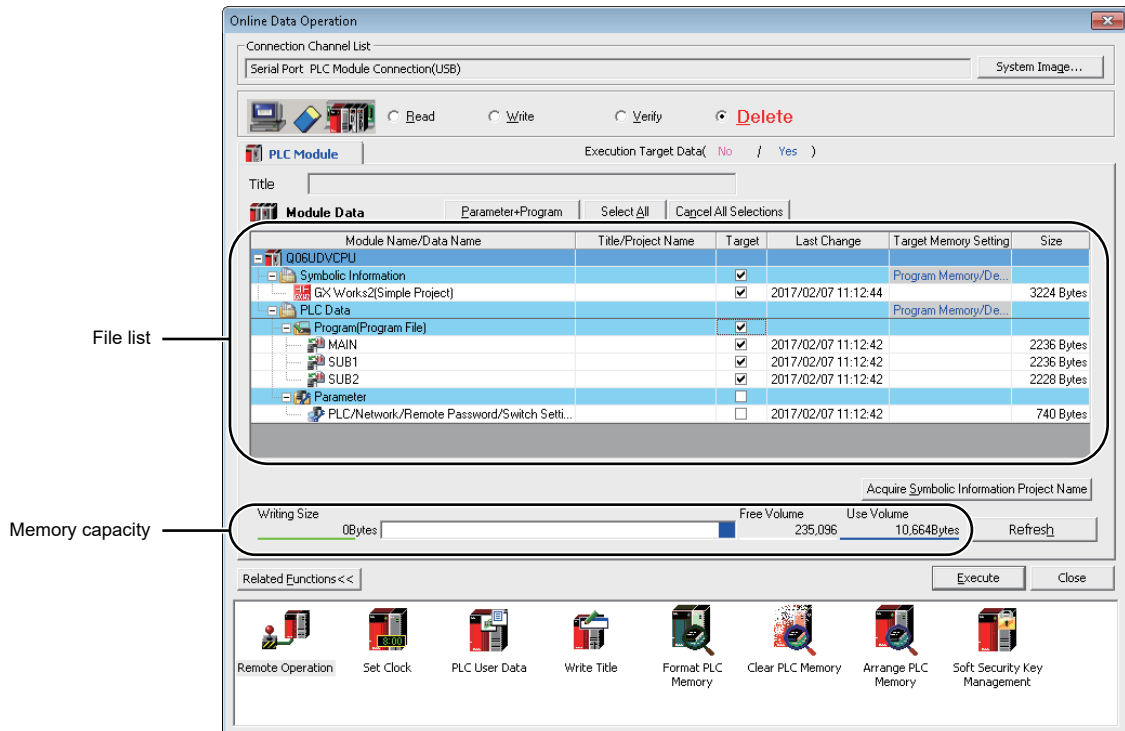 Online Data Operation
Connection Channel List
Serial Port PLC Module Connection(USB)
System Image...
Read Write Verify Delete
PLC Module Execution Target Data( No / Yes )
Title
Module Data Parameter+Program Select All Cancel All Selections
Module Name/Data Name Title/Project Name Target Last Change Target Memory Setting Size
Q06UDVCPU
Symbolic Information Program Memory/De...
GX Works2(Simple Project) 2017/02/07 11:12:44 3224 Bytes
PLC Data Program Memory/De...
Program(Program File)
File list
MAIN 2017/02/07 11:12:42 2236 Bytes
SUB1 2017/02/07 11:12:42 2236 Bytes
SUB2 2017/02/07 11:12:42 2228 Bytes
Parameter
PLC/Network/Remote Password/Switch Setti... 2017/02/07 11:12:42 740 Bytes
Acquire Symbolic Information Project Name
Memory capacity
Writing Size Free Volume Use Volume
0Bytes 235,096 10,664Bytes Refresh
Related Functions<< Execute Close
8:00
Remote Operation Set Clock PLC User Data Write Title Format PLC Memory Clear PLC Memory Arrange PLC Memory Soft Security Key Management